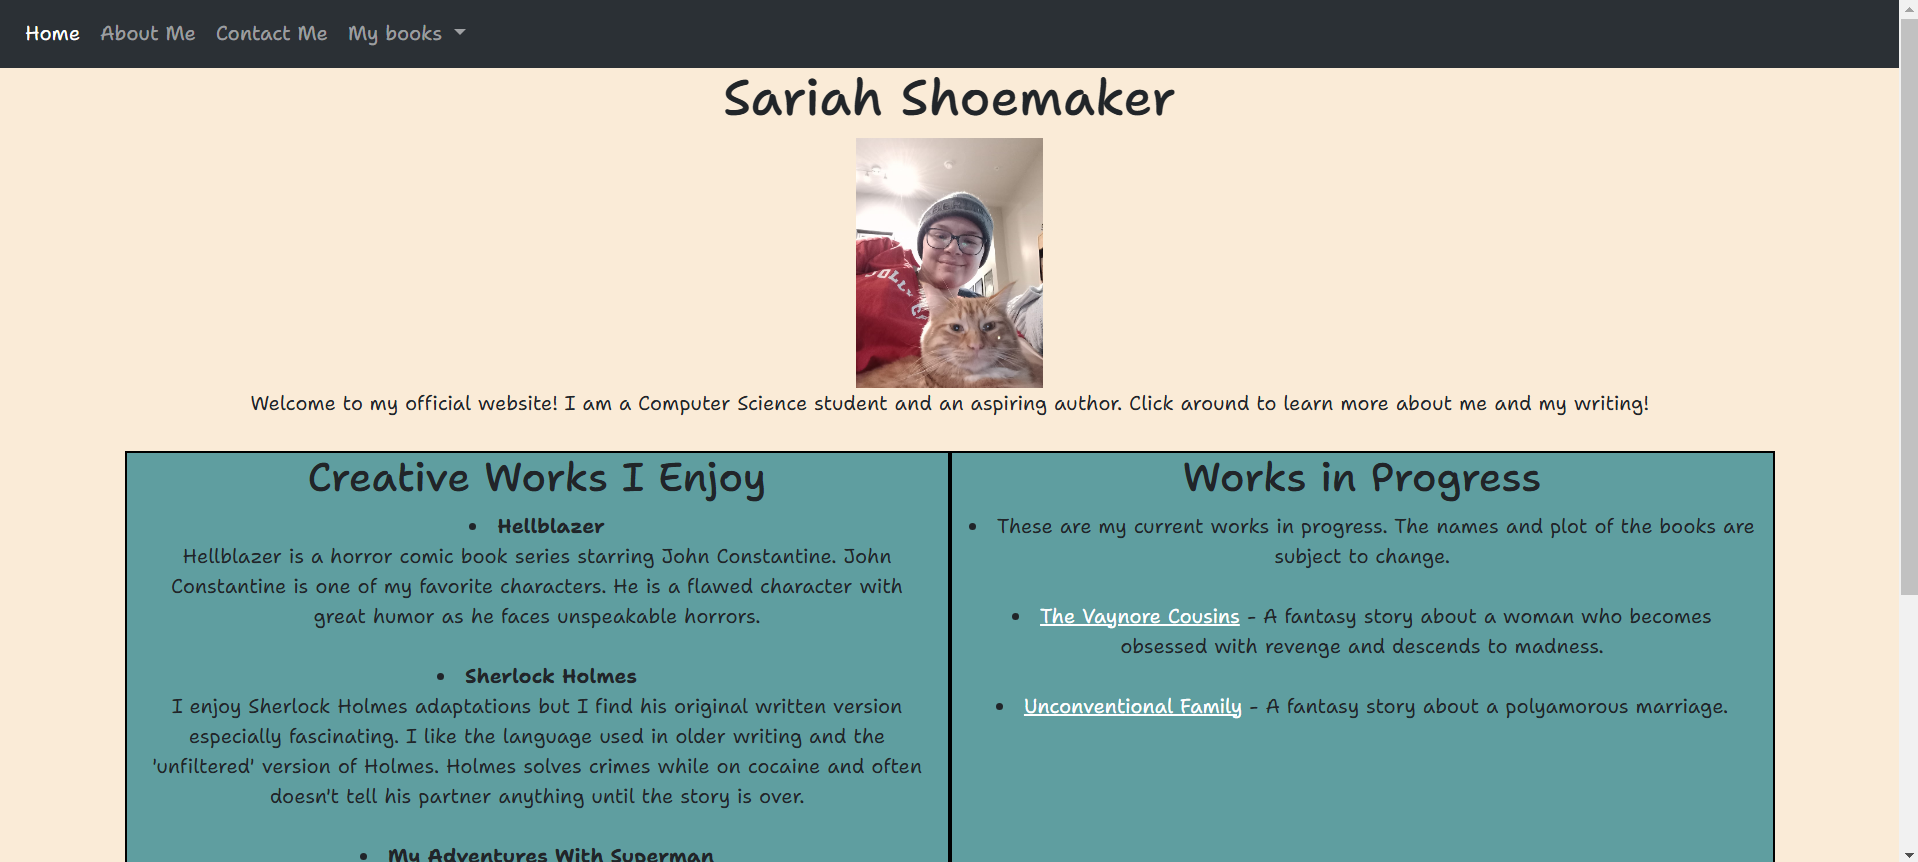 Home About Me Contact Me My books
Sariah Shoemaker
Welcome to my official website! I am a Computer Science student and an aspiring author. Click around to learn more about me and my writing!
Creative Works I Enjoy
• Hellblazer
Hellblazer is a horror comic book series starring John Constantine. John
Constantine is one of my favorite characters. He is a flawed character with
great humor as he faces unspeakable horrors.
• Sherlock Holmes
I enjoy Sherlock Holmes adaptations but I find his original written version
especially fascinating. I like the language used in older writing and the
'unfiltered' version of Holmes. Holmes solves crimes while on cocaine and often
doesn't tell his partner anything until the story is over.
• My Adventures With Superman
Works in Progress
• These are my current works in progress. The names and plot of the books are
subject to change.
• The Vaynore Cousins - A fantasy story about a woman who becomes
obsessed with revenge and descends to madness.
• Unconventional Family - A fantasy story about a polyamorous marriage.